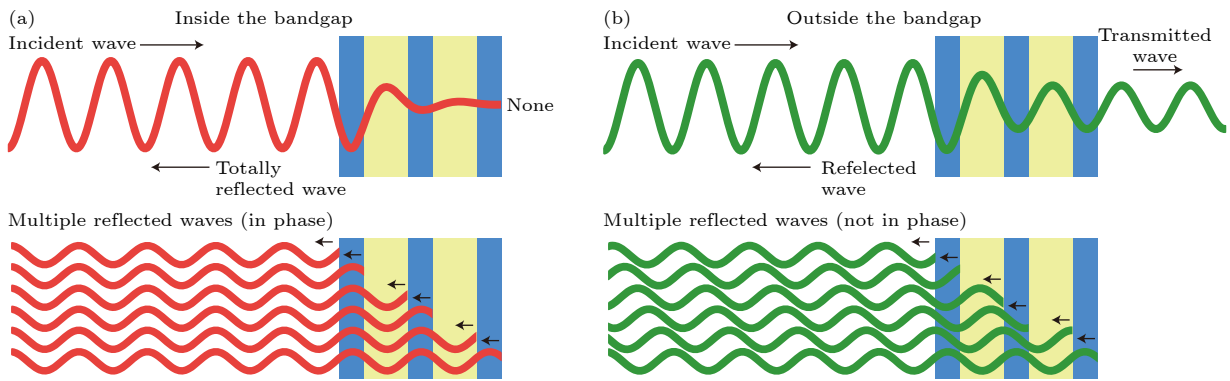 (a)
Inside the bandgap
Incident wave
None
Totally
reflected wave
Multiple reflected waves (in phase)
(b)
Outside the bandgap
Incident wave
Transmitted
wave
Refelected
wave
Multiple reflected waves (not in phase)